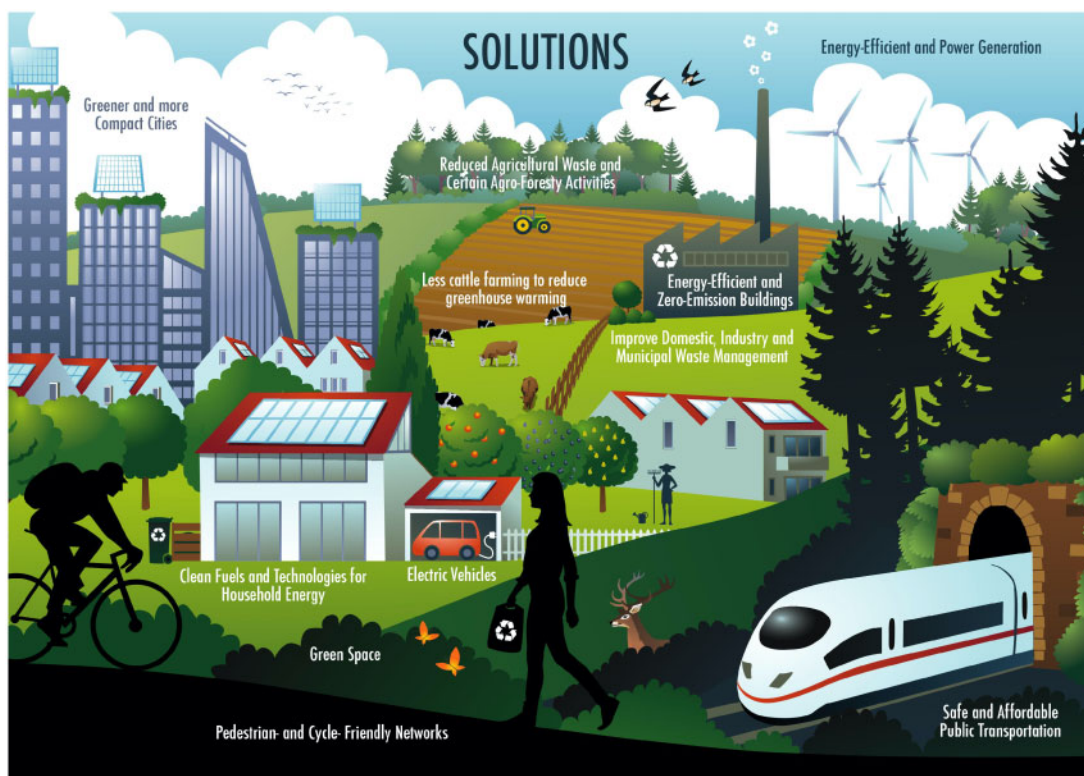 SOLUTIONS
Energy-Efficient and Power Generation
Greener and more
Compact Cities
Reduced Agricultural Waste and
Certain Agro-Foresty Activities
Less cattle farming to reduce
greenhouse warming
Energy-Efficient and
Zero-Emission Buildings
Improve Domestic, Industry and
Municipal Waste Management
Clean Fuels and Technologies for
Household Energy
Electric Vehicles
Green Space
Pedestrian- and Cycle- Friendly Networks
Safe and Affordable
Public Transportation